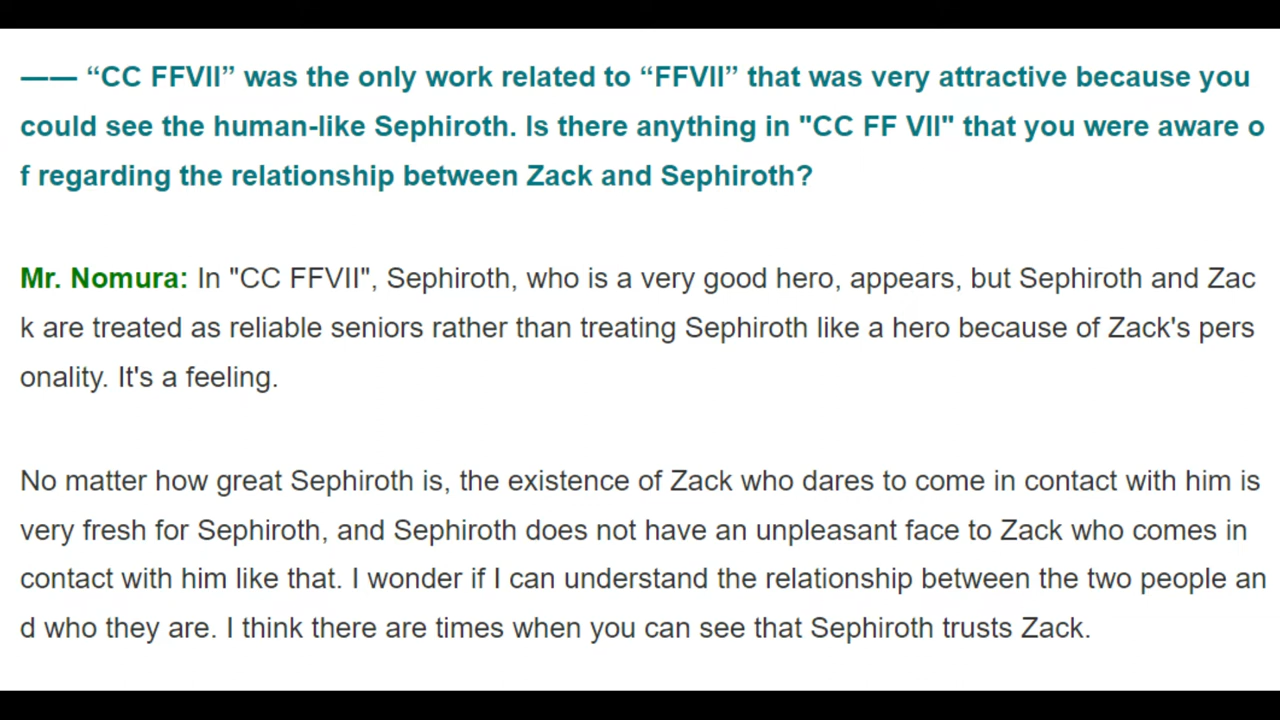 —— “CC FFVII” was the only work related to “FFVII” that was very attractive because you
could see the human-like Sephiroth. Is there anything in "CC FF VII" that you were aware o
f regarding the relationship between Zack and Sephiroth?
Mr. Nomura: In "CC FFVII", Sephiroth, who is a very good hero, appears, but Sephiroth and Zac
k are treated as reliable seniors rather than treating Sephiroth like a hero because of Zack's pers
onality. It's a feeling.
No matter how great Sephiroth is, the existence of Zack who dares to come in contact with him is
very fresh for Sephiroth, and Sephiroth does not have an unpleasant face to Zack who comes in
contact with him like that. I wonder if I can understand the relationship between the two people an
d who they are. I think there are times when you can see that Sephiroth trusts Zack.